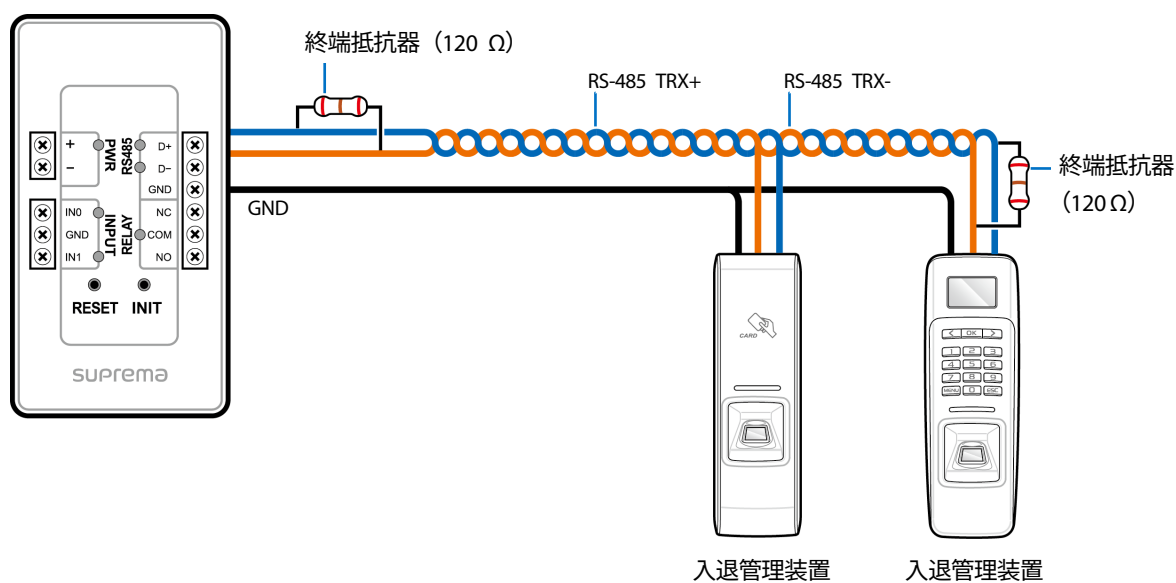 終端抵抗器（120 Ω）
RS-485 TRX+
RS-485 TRX-
+
PWR
RS485
D+
−
D−
GND
IN0
INPUT
RELAY
NC
GND
COM
IN1
NO
GND
RESET
INIT
suprema
終端抵抗器
（120 Ω）
CARD
< OK >
1 2 3
4 5 6
7 8 9
MENU 0 ESC
入退管理装置
入退管理装置